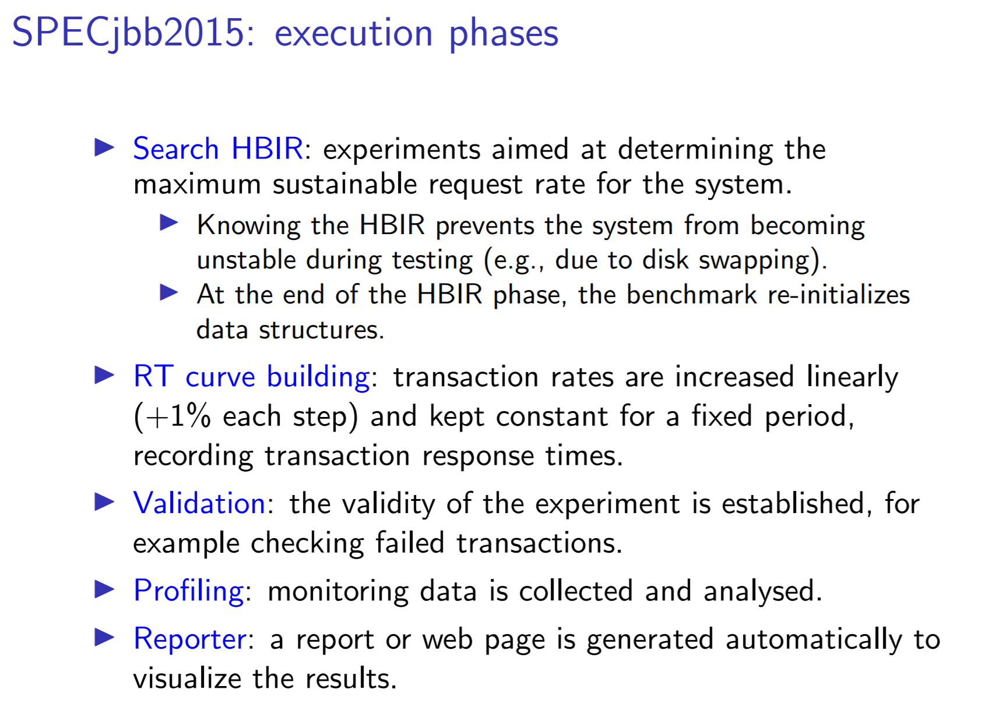 SPECjbb2015: execution phases
Search HBIR: experiments aimed at determining the
maximum sustainable request rate for the system.
Knowing the HBIR prevents the system from becoming
unstable during testing (e.g., due to disk swapping).
At the end of the HBIR phase, the benchmark re-initializes
data structures.
RT curve building: transaction rates are increased linearly
(+1% each step) and kept constant for a fixed period,
recording transaction response times.
Validation: the validity of the experiment is established, for
example checking failed transactions.
Profiling: monitoring data is collected and analysed.
Reporter: a report or web page is generated automatically to
visualize the results.